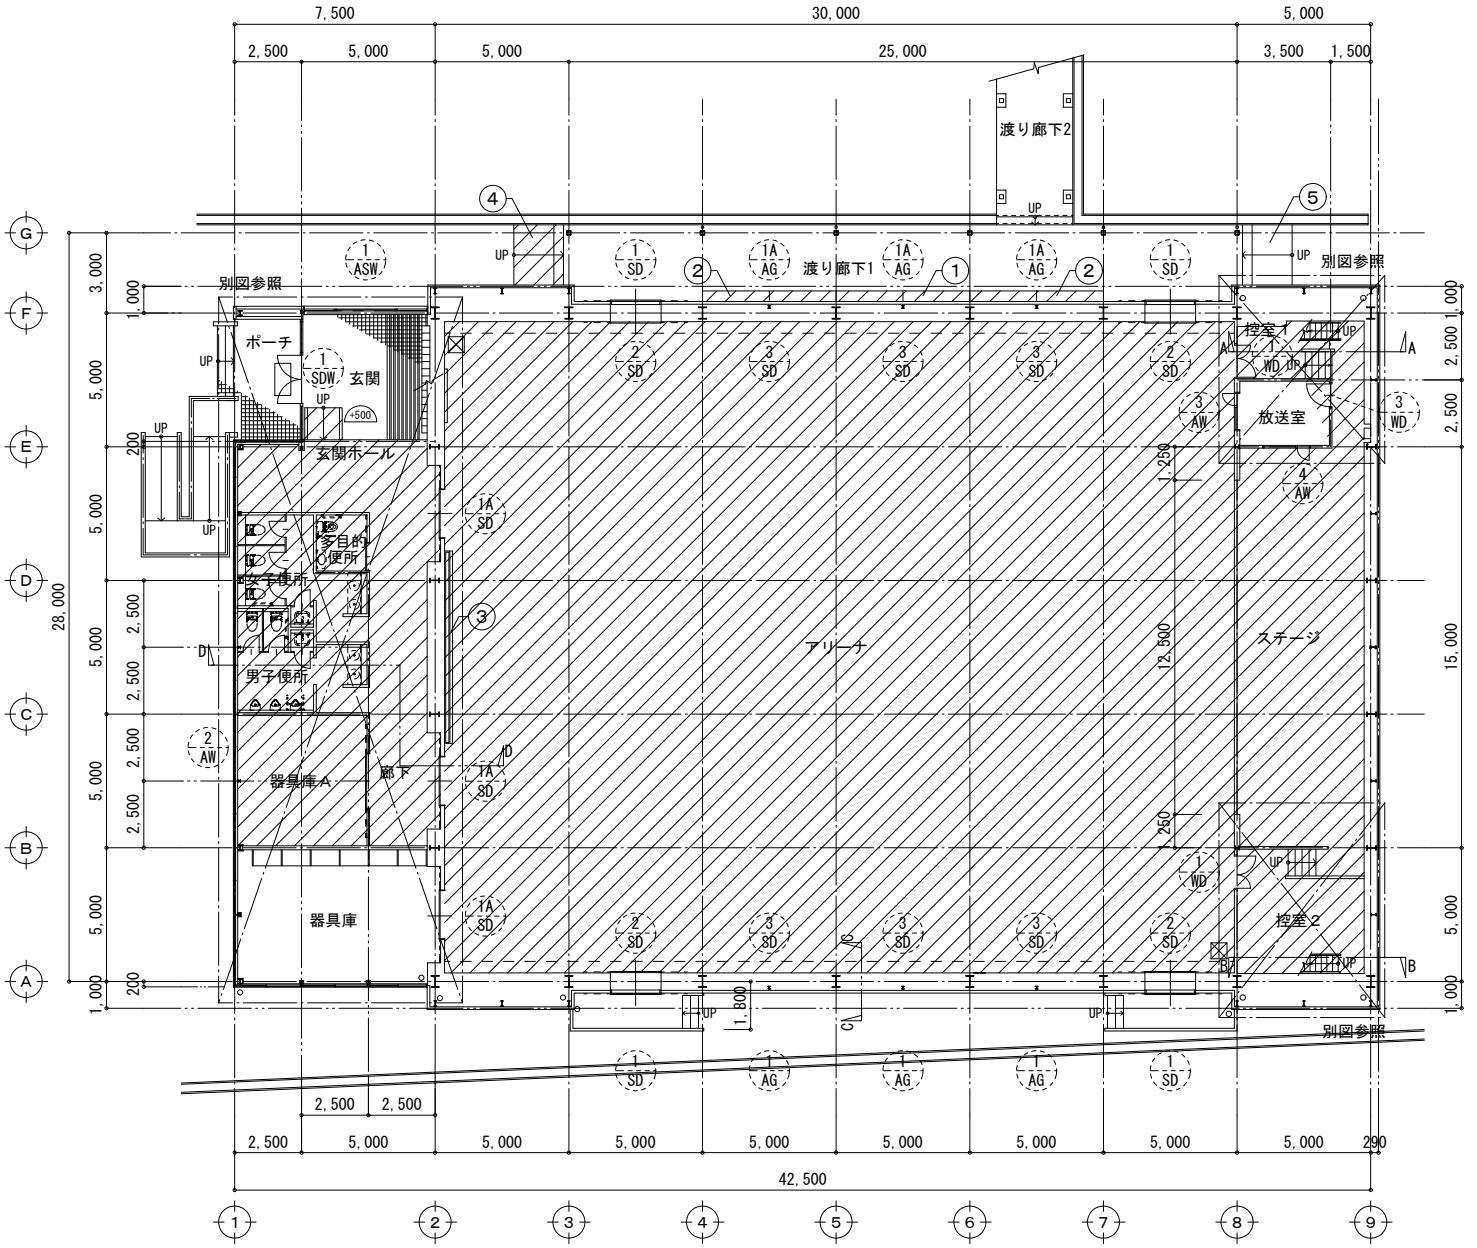 7,500
30,000
5,000
2,500
5,000
5,000
25,000
3,500
1,500
渡り廊下2
UP
4
5
G
UP
1
ASW
1
SD
1A
AG
渡り廊下1
1A
AG
1A
AG
1
SD
UP
別図参照
別図参照
2
1
2
3,000
1,000
F
1,000
ポーチ
1
SDW
玄関
UP
UP
+500
2
SD
3
SD
3
SD
3
SD
2
SD
控室1
UP
A
A
1
WD
UP
2,500
5,000
3
AW
放送室
3
WD
2,500
E
UP
200
玄関ホール
1,250
4
AW
1A
SD
5,000
UP
多目的
便所
女子便所
D
28,000
2,500
3
5,000
アリーナ
12,500
ステージ
15,000
D
男子便所
2,500
C
2
AW
2,500
D
器具庫A
廊下
1A
SD
5,000
2,500
1,250
B
UP
1
WD
5,000
器具庫
1A
SD
2
SD
3
SD
3
SD
3
SD
2
SD
控室2
5,000
C
B
UP
B
A
200
1,000
1,800
UP
C
UP
1,000
別図参照
1
SD
1
AG
1
AG
1
AG
1
SD
2,500
2,500
2,500
5,000
5,000
5,000
5,000
5,000
5,000
5,000
5,000
290
42,500
1
2
3
4
5
6
7
8
9